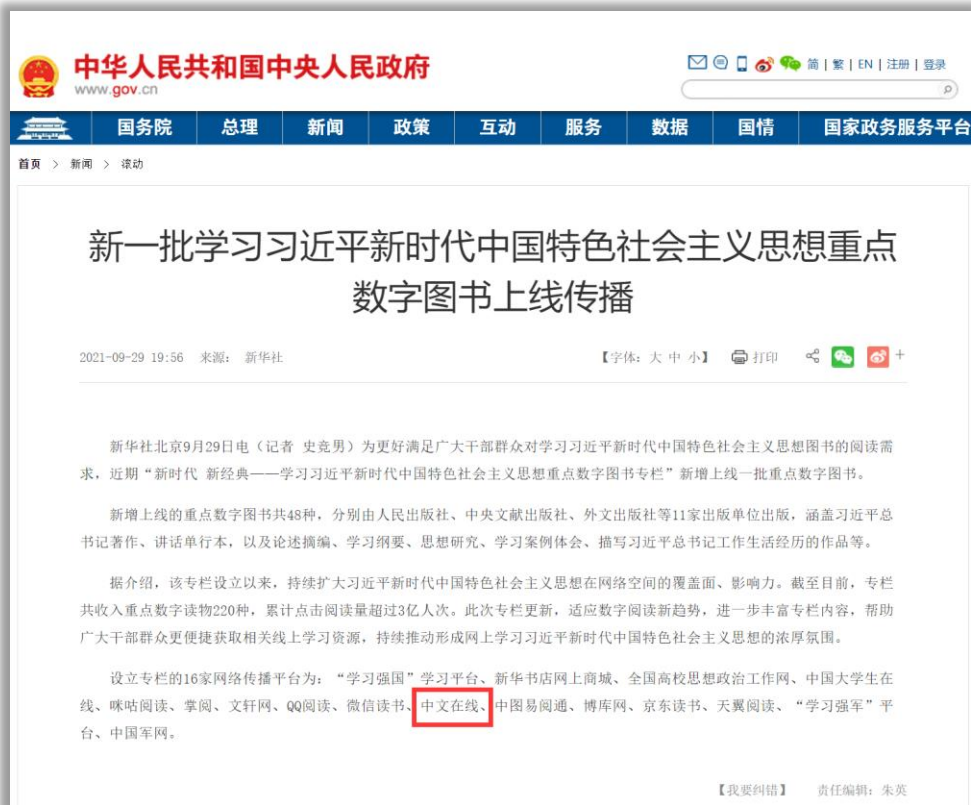 中华人民共和国中央人民政府
www.gov.cn
简 | 繁 | EN | 注册 | 登录
国务院 总理 新闻 政策 互动 服务 数据 国情 国家政务服务平台
首页 > 新闻 > 滚动
新一批学习习近平新时代中国特色社会主义思想重点
数字图书上线传播
2021-09-29 19:56 来源： 新华社 【字体：大 中 小】 打印 +
新华社北京9月29日电（记者 史竞男）为更好满足广大干部群众对学习习近平新时代中国特色社会主义思想图书的阅读需
求，近期“新时代 新经典——学习习近平新时代中国特色社会主义思想重点数字图书专栏”新增上线一批重点数字图书。
新增上线的重点数字图书共48种，分别由人民出版社、中央文献出版社、外文出版社等11家出版单位出版，涵盖习近平总
书记著作、讲话单行本，以及论述摘编、学习纲要、思想研究、学习案例体会、描写习近平总书记工作生活经历的作品等。
据介绍，该专栏设立以来，持续扩大习近平新时代中国特色社会主义思想在网络空间的覆盖面、影响力。截至目前，专栏
共收入重点数字读物220种，累计点击阅读量超过3亿人次。此次专栏更新，适应数字阅读新趋势，进一步丰富专栏内容，帮助
广大干部群众更便捷获取相关线上学习资源，持续推动形成网上学习习近平新时代中国特色社会主义思想的浓厚氛围。
设立专栏的16家网络传播平台为：“学习强国”学习平台、新华书店网上商城、全国高校思想政治工作网、中国大学生在
线、咪咕阅读、掌阅、文轩网、QQ阅读、微信读书、中文在线、中图易阅通、博库网、京东读书、天翼阅读、“学习强军”平
台、中国军网。
【我要纠错】 责任编辑：朱英